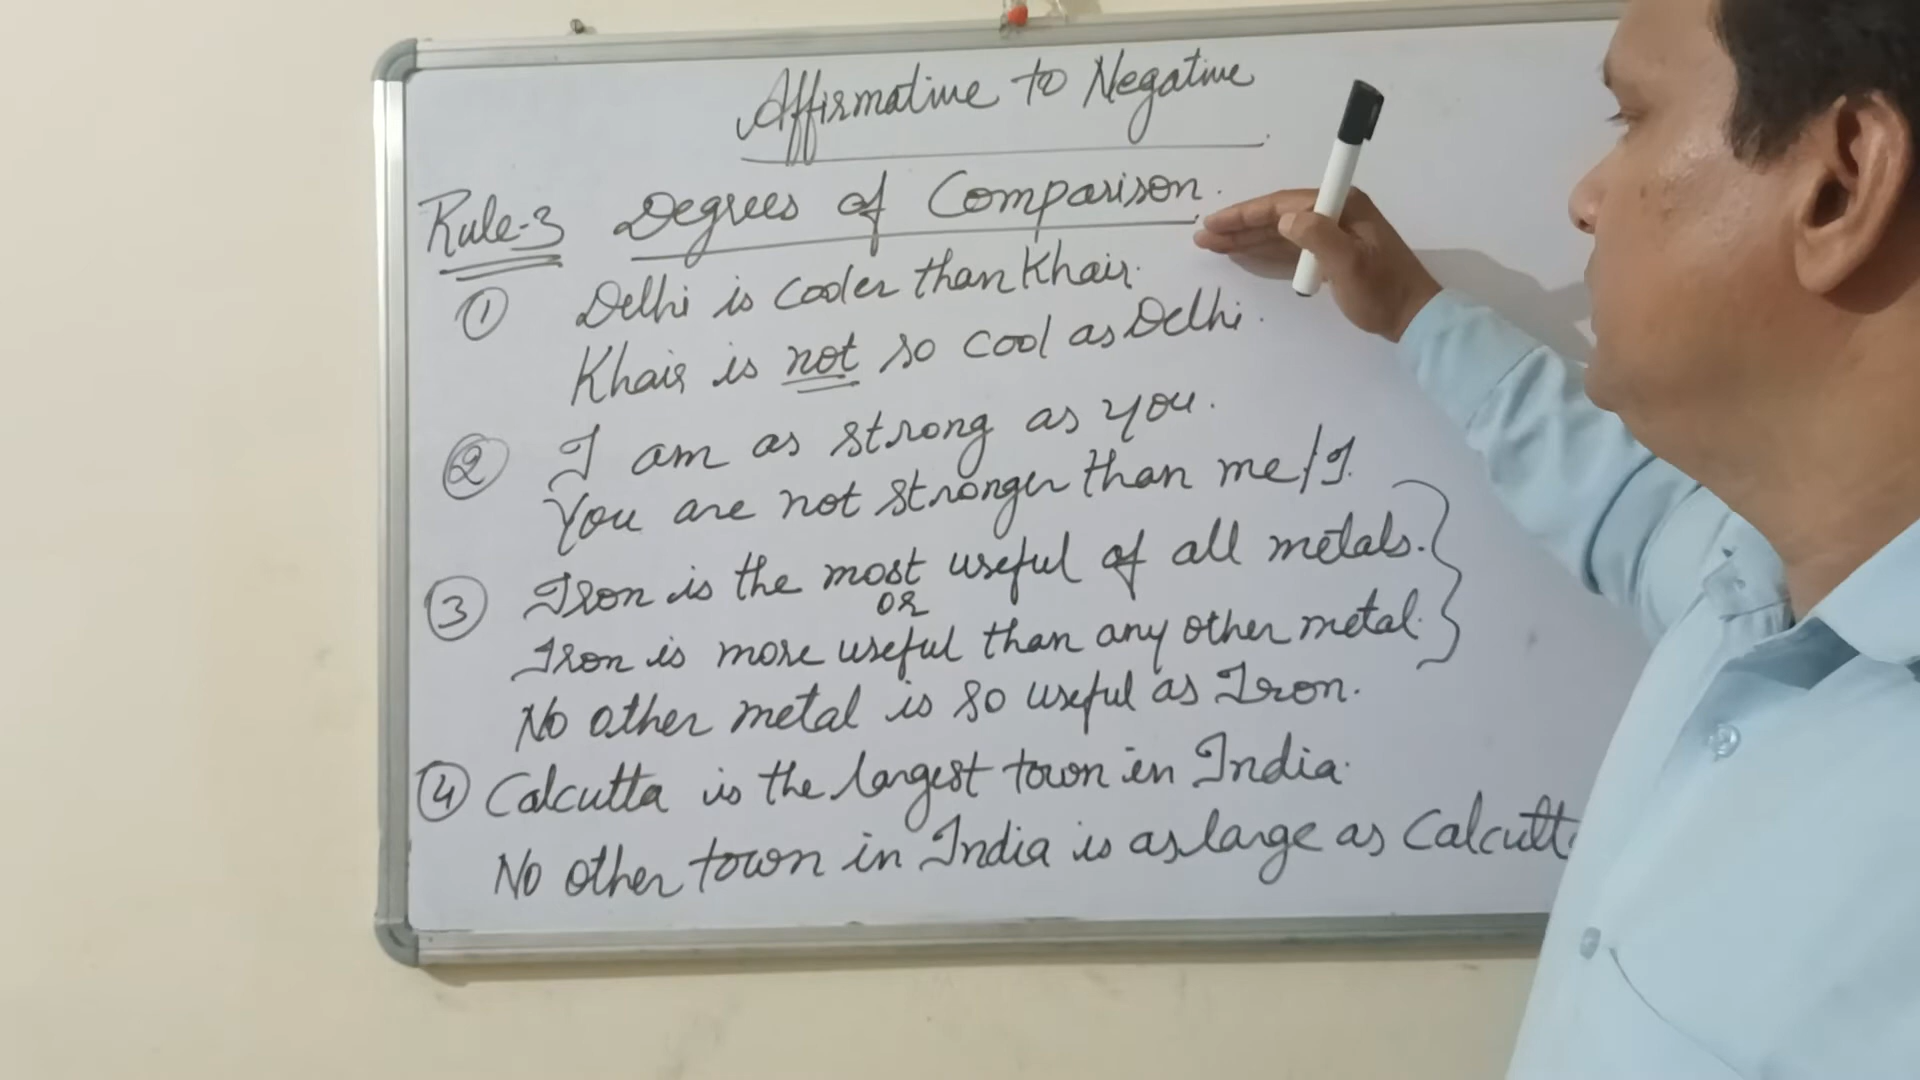 Affirmative to Negative
Rule-3 Degrees of Comparison.
① Delhi is cooler than Khair.
Khair is not so cool as Delhi.
② I am as strong as you.
You are not stronger than me/I.
③ Iron is the most useful of all metals.
OR
Iron is more useful than any other metal.
No other metal is so useful as Iron.
④ Calcutta is the largest town in India.
No other town in India is as large as Calcutt